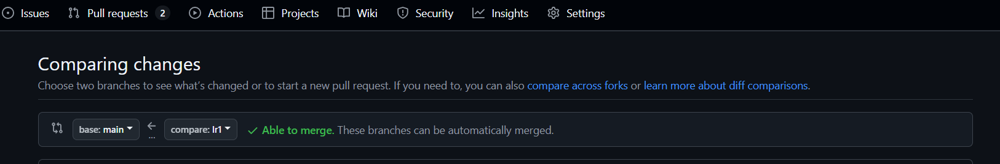 Issues Pull requests 2 Actions Projects Wiki Security Insights Settings
Comparing changes
Choose two branches to see what's changed or to start a new pull request. If you need to, you can also compare across forks or learn more about diff comparisons.
base: main ← compare: lr1 ✓ Able to merge. These branches can be automatically merged.
...